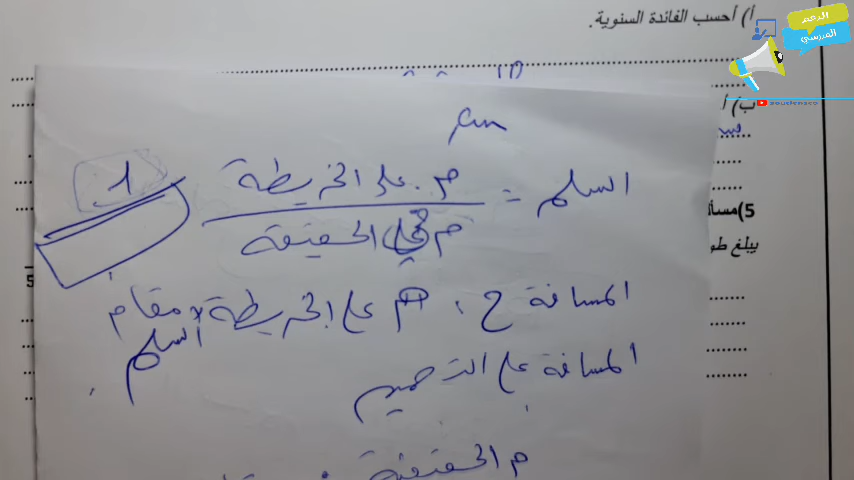 أ) أحسب الفائدة السنوية.
الدعم
المدرسي
ب) أ
سلم
السلم = م. على الخريطة
م في الحقيقة
1
5) مسأ
يبلغ طو
المسافة ح = م على الخريطة × مقام
السلم
المسافة على التصميم
م الحقيقة